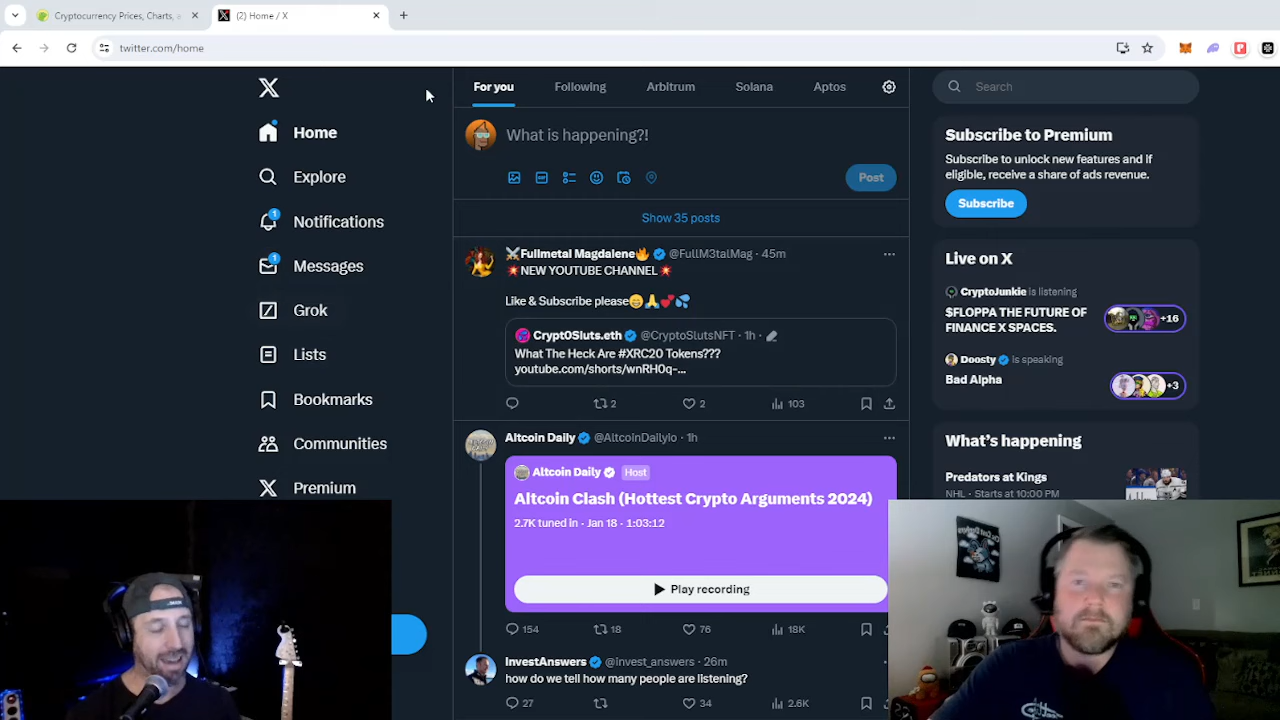 Cryptocurrency Prices, Charts,
(2) Home / X
twitter.com/home
For you
Following
Arbitrum
Solana
Aptos
Search
Home
Explore
Notifications
1
Messages
1
Grok
Lists
Bookmarks
Communities
Premium
What is happening?!
GIF
Post
Show 35 posts
⚔️Fullmetal Magdalene🔥 @FullM3talMag · 45m
💥NEW YOUTUBE CHANNEL💥
Like & Subscribe please😄🙏💕💦
CryptOSluts.eth @CryptoSlutsNFT · 1h ·
What The Heck Are #XRC20 Tokens???
youtube.com/shorts/wnRH0q-...
2
2
103
Altcoin Daily @AltcoinDailyio · 1h
Altcoin Daily Host
Altcoin Clash (Hottest Crypto Arguments 2024)
2.7K tuned in · Jan 18 · 1:03:12
Play recording
154
18
76
18K
InvestAnswers @invest_answers · 26m
how do we tell how many people are listening?
27
34
2.6K
Subscribe to Premium
Subscribe to unlock new features and if
eligible, receive a share of ads revenue.
Subscribe
Live on X
CryptoJunkie is listening
$FLOPPA THE FUTURE OF
FINANCE X SPACES.
+16
Doosty is speaking
Bad Alpha
+3
What's happening
Predators at Kings
NHL · Starts at 10:00 PM